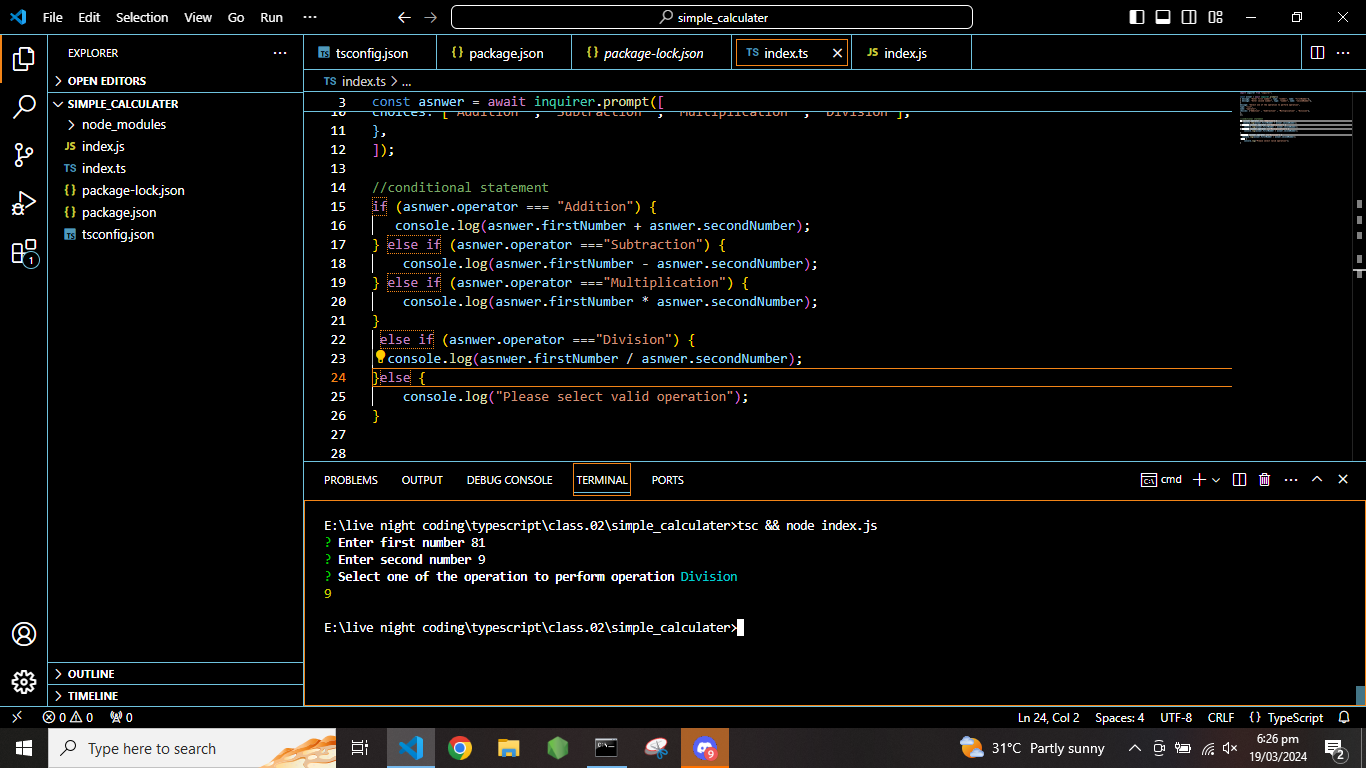 File Edit Selection View Go Run ··· simple_calculater
EXPLORER ···
tsconfig.json {} package.json {} package-lock.json TS index.ts JS index.js ···
OPEN EDITORS
TS index.ts > ...
SIMPLE_CALCULATER
node_modules
JS index.js
TS index.ts
{} package-lock.json
{} package.json
tsconfig.json
OUTLINE
TIMELINE
3 const asnwer = await inquirer.prompt([
10 choices: ["Addition", "Subtraction", "Multiplication", "Division"],
11 },
12 ]);
13
14 //conditional statement
15 if (asnwer.operator === "Addition") {
16 console.log(asnwer.firstNumber + asnwer.secondNumber);
17 } else if (asnwer.operator ==="Subtraction") {
18 console.log(asnwer.firstNumber - asnwer.secondNumber);
19 } else if (asnwer.operator ==="Multiplication") {
20 console.log(asnwer.firstNumber * asnwer.secondNumber);
21 }
22 else if (asnwer.operator ==="Division") {
23 console.log(asnwer.firstNumber / asnwer.secondNumber);
24 }else {
25 console.log("Please select valid operation");
26 }
27
28
PROBLEMS OUTPUT DEBUG CONSOLE TERMINAL PORTS cmd ···
E:\live night coding\typescript\class.02\simple_calculater>tsc && node index.js
? Enter first number 81
? Enter second number 9
? Select one of the operation to perform operation Division
9
E:\live night coding\typescript\class.02\simple_calculater>
1
0 0 0 Ln 24, Col 2 Spaces: 4 UTF-8 CRLF {} TypeScript
Type here to search 9 31°C Partly sunny 6:26 pm
19/03/2024 2